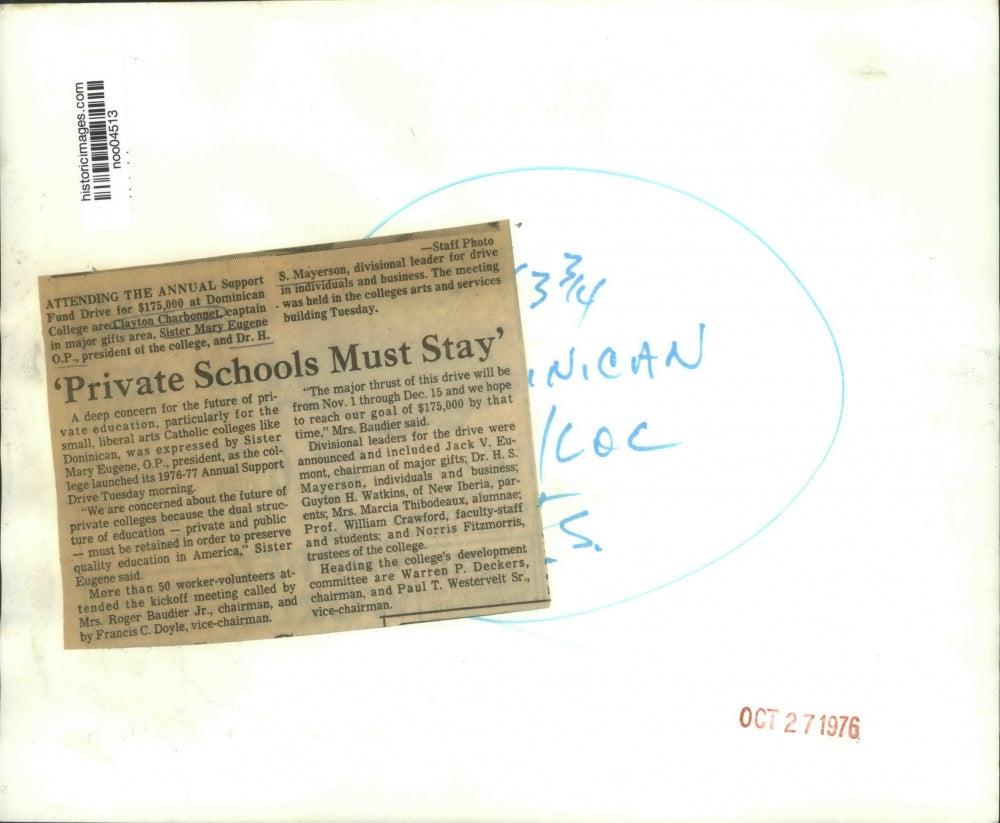 historicimages.com
noo04513
—Staff Photo
ATTENDING THE ANNUAL Support
Fund Drive for $175,000 at Dominican
College are Clayton Charbonnet, captain
in major gifts area, Sister Mary Eugene
O.P., president of the college, and Dr. H.
S. Mayerson, divisional leader for drive
in individuals and business. The meeting
was held in the colleges arts and services
building Tuesday.
'Private Schools Must Stay'
A deep concern for the future of pri-
vate education, particularly for the
small, liberal arts Catholic colleges like
Dominican, was expressed by Sister
Mary Eugene, O.P., president, as the col-
lege launched its 1976-77 Annual Support
Drive Tuesday morning.
"We are concerned about the future of
private colleges because the dual struc-
ture of education — private and public
— must be retained in order to preserve
quality education in America," Sister
Eugene said.
More than 50 worker-volunteers at-
tended the kickoff meeting called by
Mrs. Roger Baudier Jr., chairman, and
by Francis C. Doyle, vice-chairman.
"The major thrust of this drive will be
from Nov. 1 through Dec. 15 and we hope
to reach our goal of $175,000 by that
time," Mrs. Baudier said.
Divisional leaders for the drive were
announced and included Jack V. Eu-
mont, chairman of major gifts; Dr. H. S.
Mayerson, individuals and business;
Guyton H. Watkins, of New Iberia, par-
ents; Mrs. Marcia Thibodeaux, alumnae;
Prof. William Crawford, faculty-staff
and students; and Norris Fitzmorris,
trustees of the college.
Heading the college's development
committee are Warren P. Deckers,
chairman, and Paul T. Westervelt Sr.,
vice-chairman.
3 3/4
INICAN
/LOC
S.
OCT 27 1976